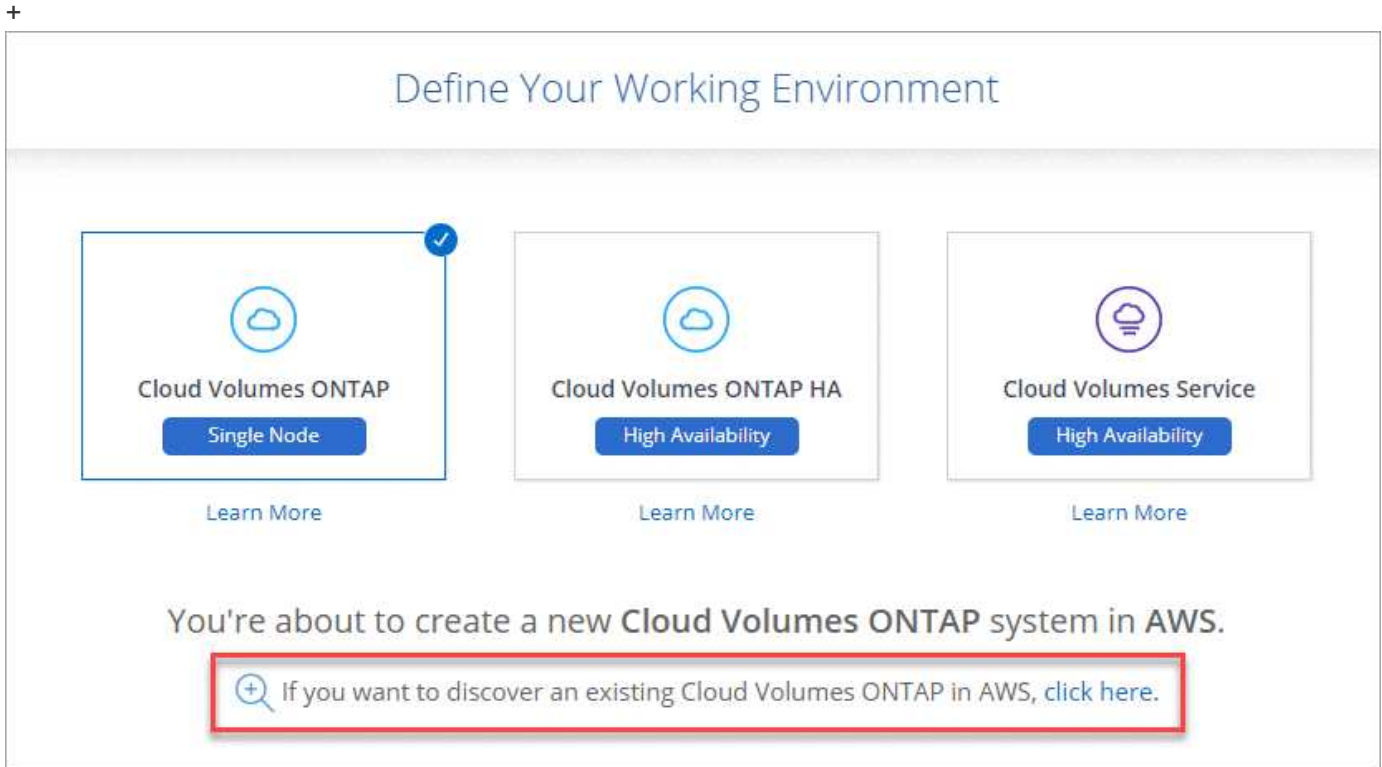 +
Define Your Working Environment
Cloud Volumes ONTAP
Single Node
Learn More
Cloud Volumes ONTAP HA
High Availability
Learn More
Cloud Volumes Service
High Availability
Learn More
You're about to create a new Cloud Volumes ONTAP system in AWS.
If you want to discover an existing Cloud Volumes ONTAP in AWS, click here.